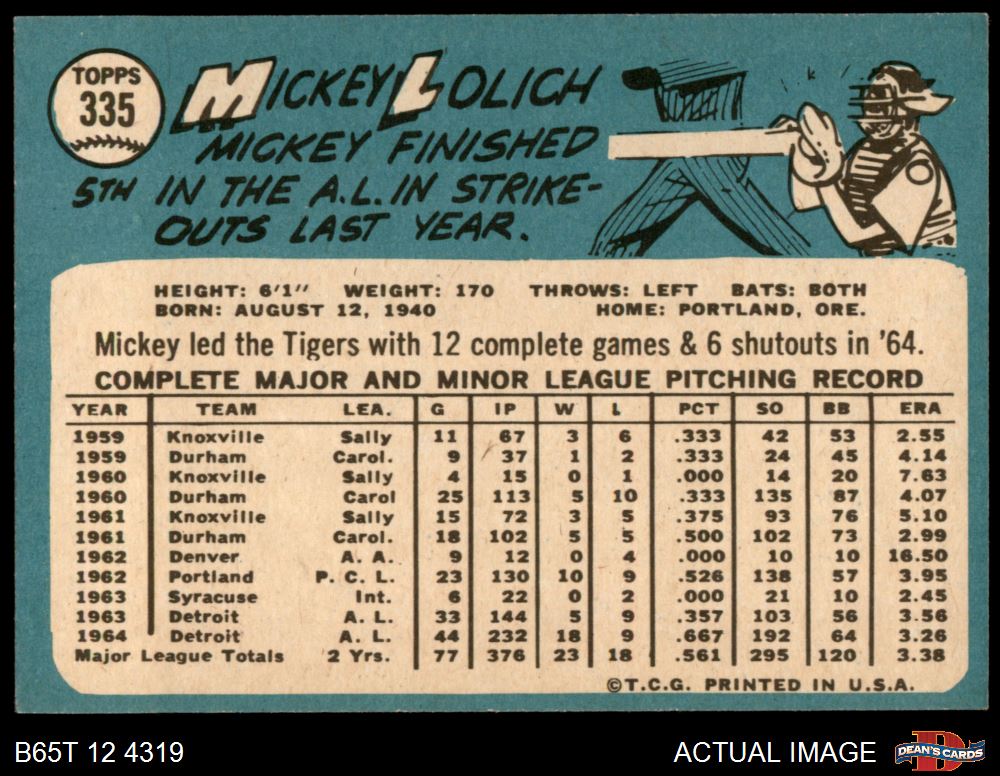 TOPPS
335
MICKEY LOLICH
MICKEY FINISHED
5TH IN THE A.L. IN STRIKE-
OUTS LAST YEAR.
HEIGHT: 6'1" WEIGHT: 170 THROWS: LEFT BATS: BOTH
BORN: AUGUST 12, 1940 HOME: PORTLAND, ORE.
Mickey led the Tigers with 12 complete games & 6 shutouts in '64.
COMPLETE MAJOR AND MINOR LEAGUE PITCHING RECORD
YEAR TEAM LEA. G IP W L PCT SO BB ERA
1959 Knoxville Sally 11 67 3 6 .333 42 53 2.55
1959 Durham Carol. 9 37 1 2 .333 24 45 4.14
1960 Knoxville Sally 4 15 0 1 .000 14 20 7.63
1960 Durham Carol 25 113 5 10 .333 135 87 4.07
1961 Knoxville Sally 15 72 3 5 .375 93 76 5.10
1961 Durham Carol. 18 102 5 5 .500 102 73 2.99
1962 Denver A. A. 9 12 0 4 .000 10 10 16.50
1962 Portland P. C. L. 23 130 10 9 .526 138 57 3.95
1963 Syracuse Int. 6 22 0 2 .000 21 10 2.45
1963 Detroit A. L. 33 144 5 9 .357 103 56 3.56
1964 Detroit A. L. 44 232 18 9 .667 192 64 3.26
Major League Totals 2 Yrs. 77 376 23 18 .561 295 120 3.38
©T.C.G. PRINTED IN U.S.A.
B65T 12 4319 ACTUAL IMAGE DEAN'S CARDS